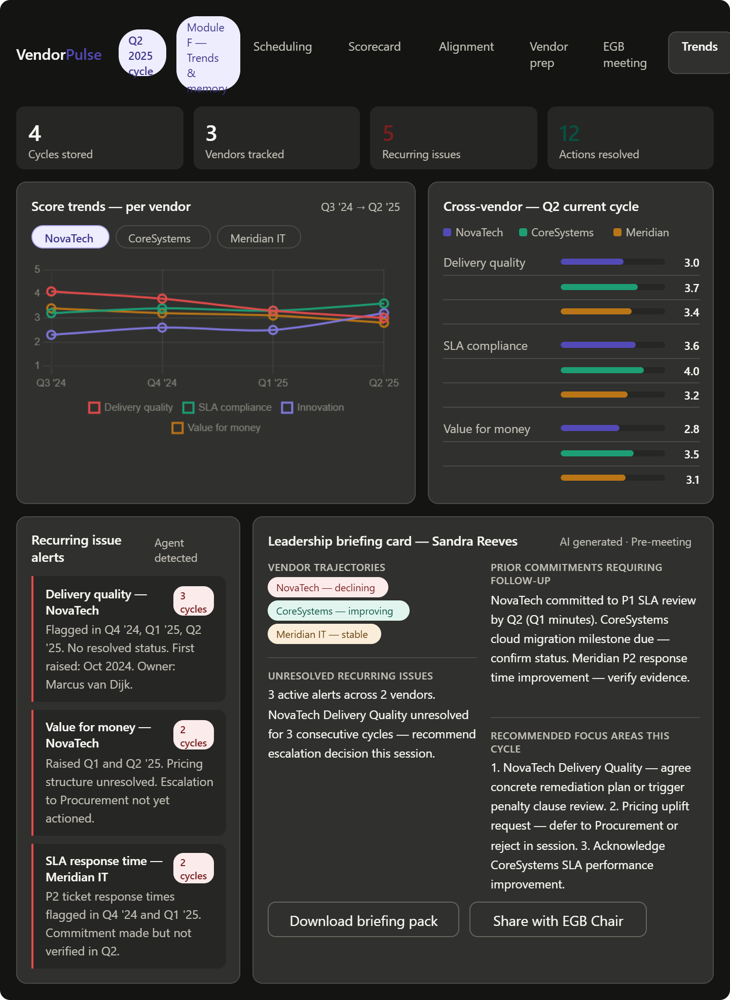 VendorPulse
Q2
2025
cycle
Module
F —
Trends
&
memory
Scheduling
Scorecard
Alignment
Vendor
prep
EGB
meeting
Trends
4
Cycles stored
3
Vendors tracked
5
Recurring issues
12
Actions resolved
Score trends — per vendor
Q3 '24 → Q2 '25
NovaTech
CoreSystems
Meridian IT
5
4
3
2
1
Q3 '24
Q4 '24
Q1 '25
Q2 '25
Delivery quality
SLA compliance
Innovation
Value for money
Cross-vendor — Q2 current cycle
NovaTech
CoreSystems
Meridian
Delivery quality
3.0
3.7
3.4
SLA compliance
3.6
4.0
3.2
Value for money
2.8
3.5
3.1
Recurring issue
alerts
Agent
detected
Delivery quality —
NovaTech
3
cycles
Flagged in Q4 '24, Q1 '25, Q2
'25. No resolved status. First
raised: Oct 2024. Owner:
Marcus van Dijk.
Value for money —
NovaTech
2
cycles
Raised Q1 and Q2 '25. Pricing
structure unresolved. Escalation
to Procurement not yet
actioned.
SLA response time —
Meridian IT
2
cycles
P2 ticket response times
flagged in Q4 '24 and Q1 '25.
Commitment made but not
verified in Q2.
Leadership briefing card — Sandra Reeves
AI generated · Pre-meeting
VENDOR TRAJECTORIES
NovaTech — declining
CoreSystems — improving
Meridian IT — stable
UNRESOLVED RECURRING ISSUES
3 active alerts across 2 vendors.
NovaTech Delivery Quality unresolved
for 3 consecutive cycles — recommend
escalation decision this session.
PRIOR COMMITMENTS REQUIRING
FOLLOW-UP
NovaTech committed to P1 SLA review
by Q2 (Q1 minutes). CoreSystems
cloud migration milestone due —
confirm status. Meridian P2 response
time improvement — verify evidence.
RECOMMENDED FOCUS AREAS THIS
CYCLE
1. NovaTech Delivery Quality — agree
concrete remediation plan or trigger
penalty clause review. 2. Pricing uplift
request — defer to Procurement or
reject in session. 3. Acknowledge
CoreSystems SLA performance
improvement.
Download briefing pack
Share with EGB Chair